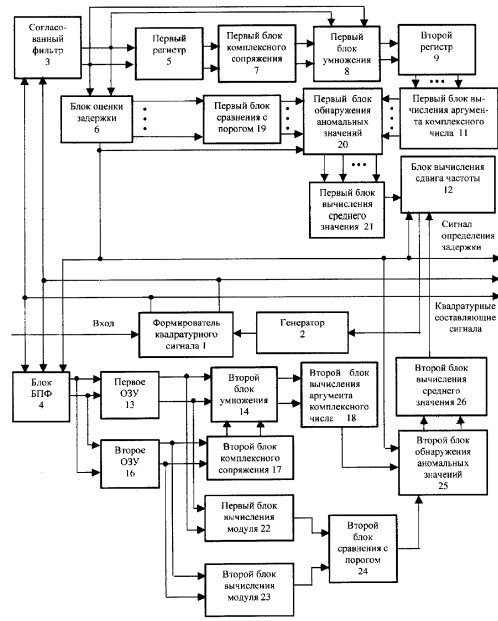 Согласо-
ванный
фильтр
3
Первый
регистр
5
Первый блок
комплексного
сопряжения
7
Первый
блок
умножения
8
Второй
регистр
9
Блок оценки
задержки
6
Первый блок
сравнения с
порогом 19
Первый блок
обнаружения
аномальных
значений
20
Первый блок вы-
числения аргумен-
та комплексного
числа 11
Блок вычисления
сдвига частоты
12
Первый блок
вычисления
среднего
значения 21
Сигнал
определения
задержки
Вход
Формирователь
квадратурного
сигнала 1
Генератор
2
Квадратурные
составляющие
сигнала
Блок
БПФ
4
Первое
ОЗУ
13
Второй
блок
умножения
14
Второй блок
вычисления
аргумента
комплексного
числа 18
Второй блок
вычисления
среднего
значения 26
Второе
ОЗУ
16
Второй блок
комплексного
сопряжения 17
Второй блок
обнаружения
аномальных
значений
25
Первый блок
вычисления
модуля 22
Второй
блок
сравнения с
порогом
24
Второй блок
вычисления
модуля 23